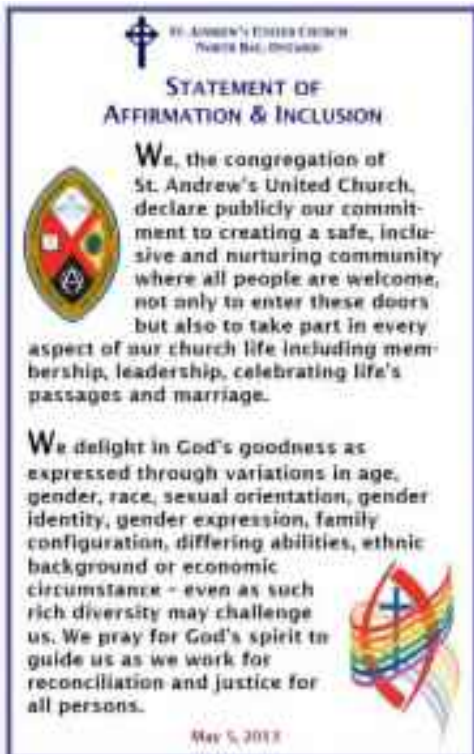 ST. ANDREW'S UNITED CHURCH
NORTH BAY, ONTARIO
STATEMENT OF
AFFIRMATION & INCLUSION
We, the congregation of
St. Andrew's United Church,
declare publicly our commit-
ment to creating a safe, inclu-
sive and nurturing community
where all people are welcome,
not only to enter these doors
but also to take part in every
aspect of our church life including mem-
bership, leadership, celebrating life's
passages and marriage.
We delight in God's goodness as
expressed through variations in age,
gender, race, sexual orientation, gender
identity, gender expression, family
configuration, differing abilities, ethnic
background or economic
circumstance – even as such
rich diversity may challenge
us. We pray for God's spirit to
guide us as we work for
reconciliation and justice for
all persons.
May 5, 2013